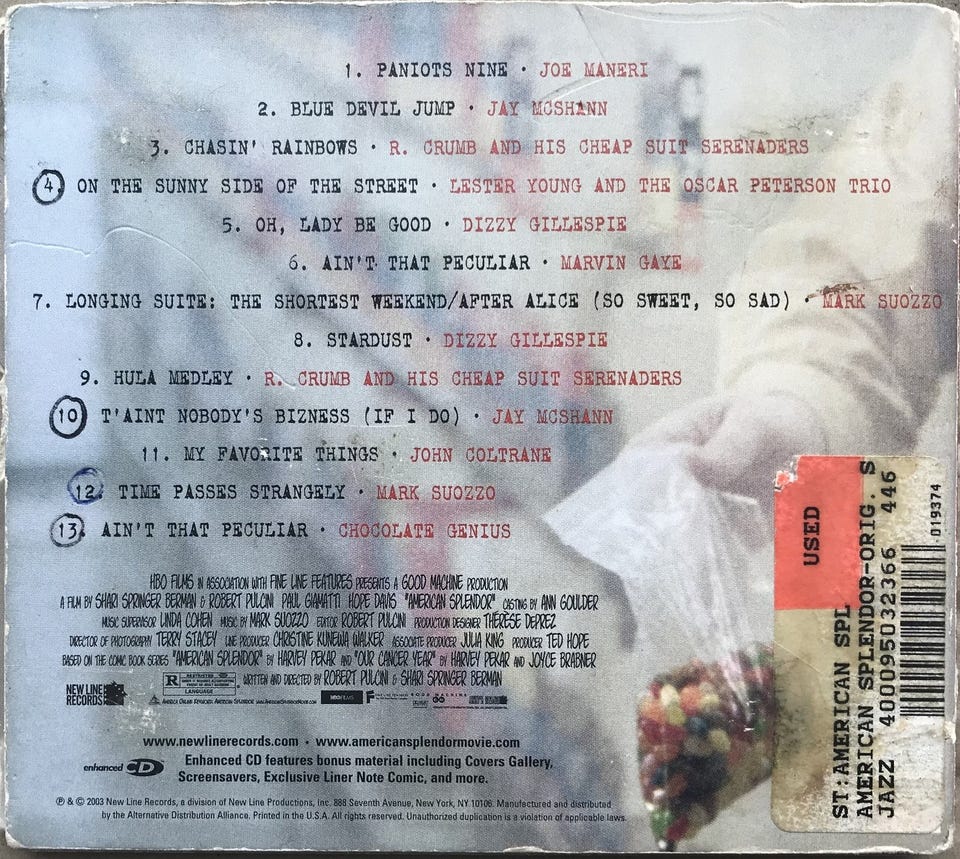 1. PANIOTS NINE · JOE MANERI
2. BLUE DEVIL JUMP · JAY MCSHANN
3. CHASIN' RAINBOWS · R. CRUMB AND HIS CHEAP SUIT SERENADERS
4 ON THE SUNNY SIDE OF THE STREET · LESTER YOUNG AND THE OSCAR PETERSON TRIO
5. OH, LADY BE GOOD · DIZZY GILLESPIE
6. AIN'T THAT PECULIAR · MARVIN GAYE
7. LONGING SUITE: THE SHORTEST WEEKEND/AFTER ALICE (SO SWEET, SO SAD) · MARK SUOZZO
8. STARDUST · DIZZY GILLESPIE
9. HULA MEDLEY · R. CRUMB AND HIS CHEAP SUIT SERENADERS
10 T'AINT NOBODY'S BIZNESS (IF I DO) · JAY MCSHANN
11. MY FAVORITE THINGS · JOHN COLTRANE
12. TIME PASSES STRANGELY · MARK SUOZZO
13. AIN'T THAT PECULIAR · CHOCOLATE GENIUS
HBO FILMS IN ASSOCIATION WITH FINE LINE FEATURES PRESENTS A GOOD MACHINE PRODUCTION
A FILM BY SHARI SPRINGER BERMAN & ROBERT PULCINI PAUL GIAMATTI HOPE DAVIS "AMERICAN SPLENDOR" CASTING BY ANN GOULDER
MUSIC SUPERVISOR LINDA COHEN MUSIC BY MARK SUOZZO EDITOR ROBERT PULCINI PRODUCTION DESIGNER THÉRÈSE DEPREZ
DIRECTOR OF PHOTOGRAPHY TERRY STACEY LINE PRODUCER CHRISTINE KUNEWA WALKER ASSOCIATE PRODUCER JULIA KING PRODUCER TED HOPE
BASED ON THE COMIC BOOK SERIES "AMERICAN SPLENDOR" BY HARVEY PEKAR AND "OUR CANCER YEAR" BY HARVEY PEKAR AND JOYCE BRABNER
WRITTEN AND DIRECTED BY ROBERT PULCINI & SHARI SPRINGER BERMAN
NEW LINE RECORDS
R RESTRICTED
LANGUAGE
HBO FILMS
www.newlinerecords.com · www.americansplendormovie.com
enhanced CD
Enhanced CD features bonus material including Covers Gallery,
Screensavers, Exclusive Liner Note Comic, and more.
℗ & © 2003 New Line Records, a division of New Line Productions, Inc. 888 Seventh Avenue, New York, NY 10106. Manufactured and distributed
by the Alternative Distribution Alliance. Printed in the U.S.A. All rights reserved. Unauthorized duplication is a violation of applicable laws.
USED
ST:AMERICAN SPL
AMERICAN SPLENDOR-ORIG. S
JAZZ 4000950332366 446
019374